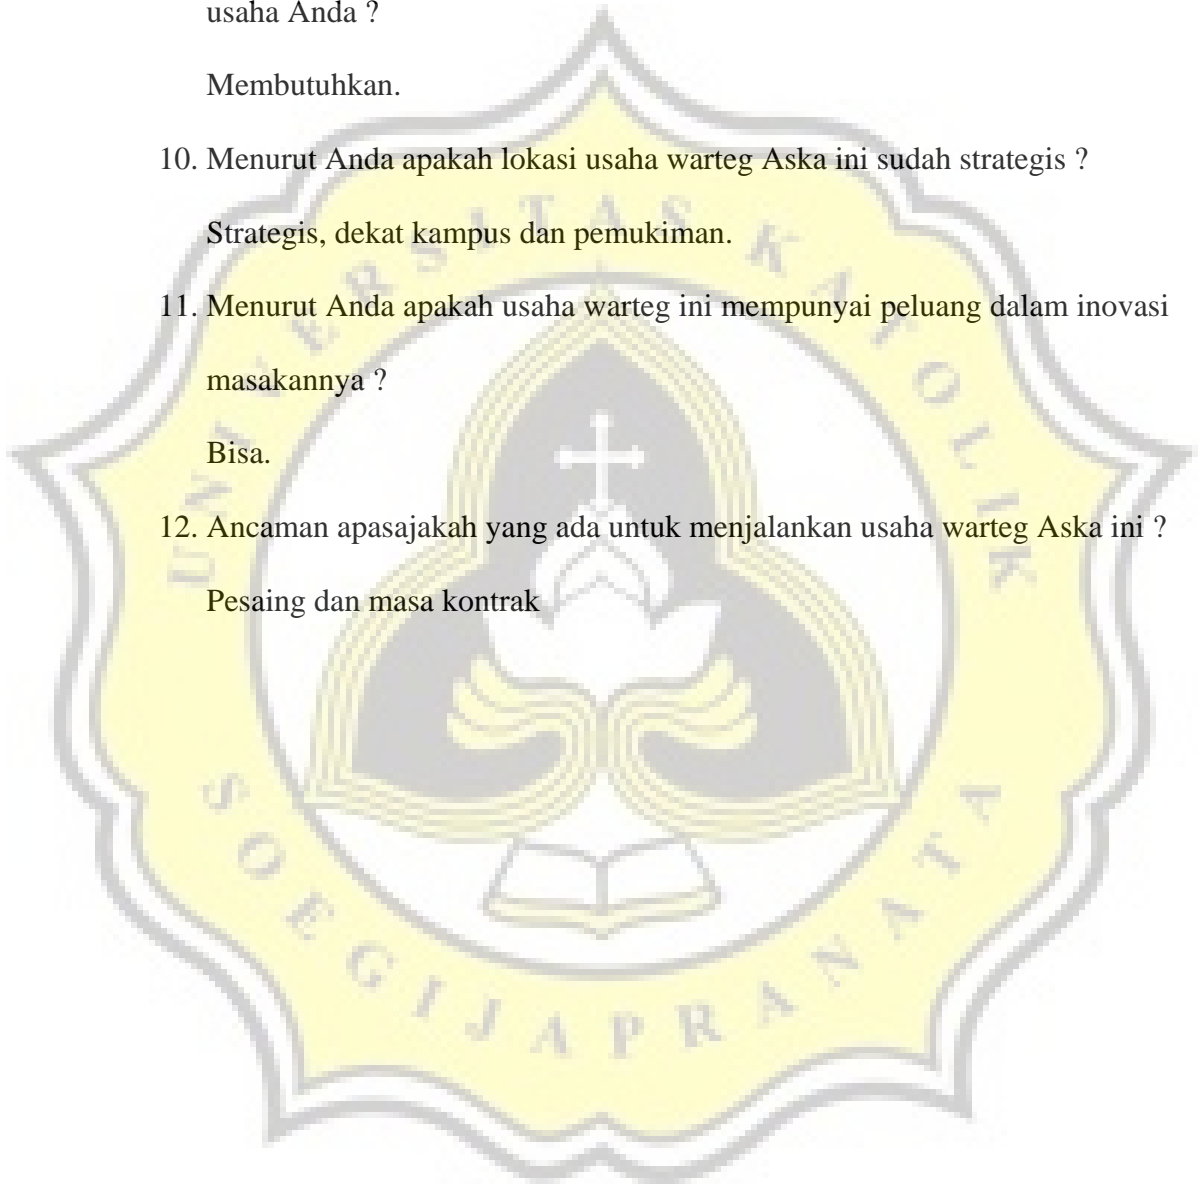 usaha Anda ?
Membutuhkan.
10. Menurut Anda apakah lokasi usaha warteg Aska ini sudah strategis ?
Strategis, dekat kampus dan pemukiman.
11. Menurut Anda apakah usaha warteg ini mempunyai peluang dalam inovasi
masakannya ?
Bisa.
12. Ancaman apasajakah yang ada untuk menjalankan usaha warteg Aska ini ?
Pesaing dan masa kontrak
UNIVERSITAS KATOLIK
SOEGIJAPRANATA